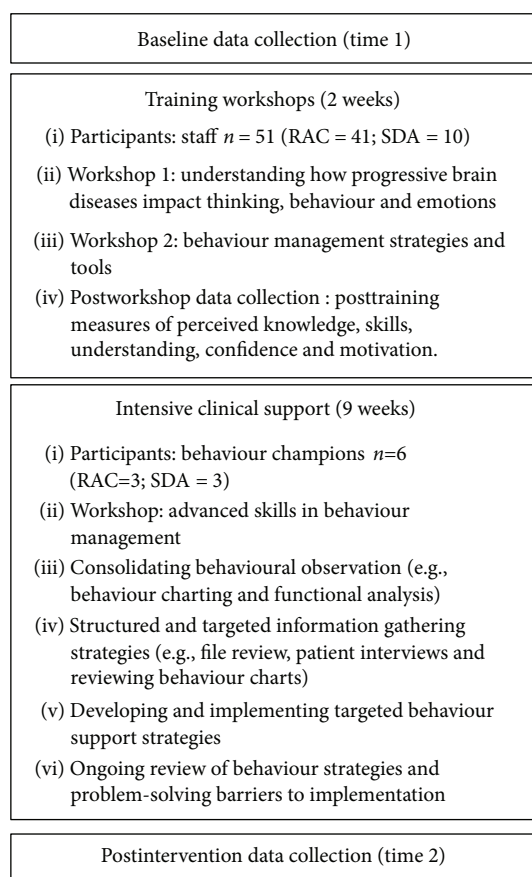 Baseline data collection (time 1)
Training workshops (2 weeks)
(i) Participants: staff n = 51 (RAC = 41; SDA = 10)
(ii) Workshop 1: understanding how progressive brain
diseases impact thinking, behaviour and emotions
(iii) Workshop 2: behaviour management strategies and
tools
(iv) Postworkshop data collection : posttraining
measures of perceived knowledge, skills,
understanding, confidence and motivation.
Intensive clinical support (9 weeks)
(i) Participants: behaviour champions n=6
(RAC=3; SDA = 3)
(ii) Workshop: advanced skills in behaviour
management
(iii) Consolidating behavioural observation (e.g.,
behaviour charting and functional analysis)
(iv) Structured and targeted information gathering
strategies (e.g., file review, patient interviews and
reviewing behaviour charts)
(v) Developing and implementing targeted behaviour
support strategies
(vi) Ongoing review of behaviour strategies and
problem-solving barriers to implementation
Postintervention data collection (time 2)